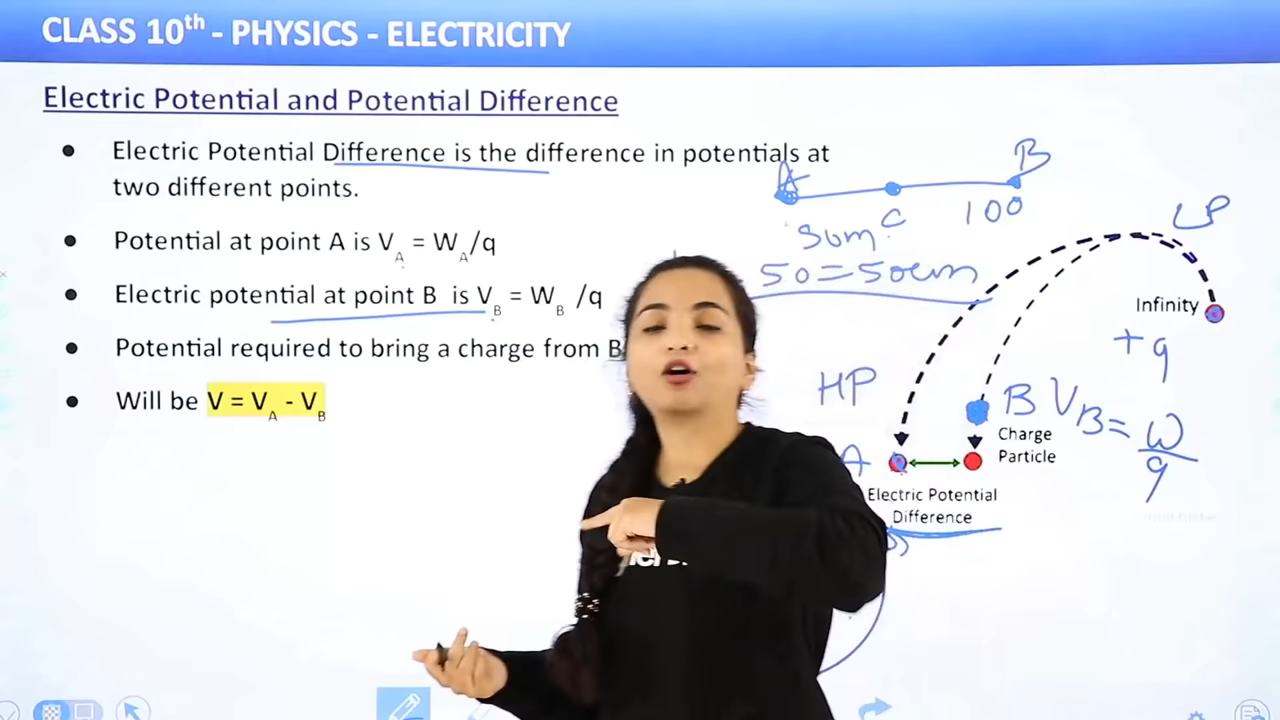 CLASS 10th - PHYSICS - ELECTRICITY
Electric Potential and Potential Difference
• Electric Potential Difference is the difference in potentials at
two different points.
• Potential at point A is VA = WA/q
• Electric potential at point B is VB = WB /q
• Potential required to bring a charge from B
• Will be V = VA - VB
A
B
C
100
50 = 50cm
LP
Infinity
+q
HP
B VB = W/q
Charge
Particle
A
Electric Potential
Difference